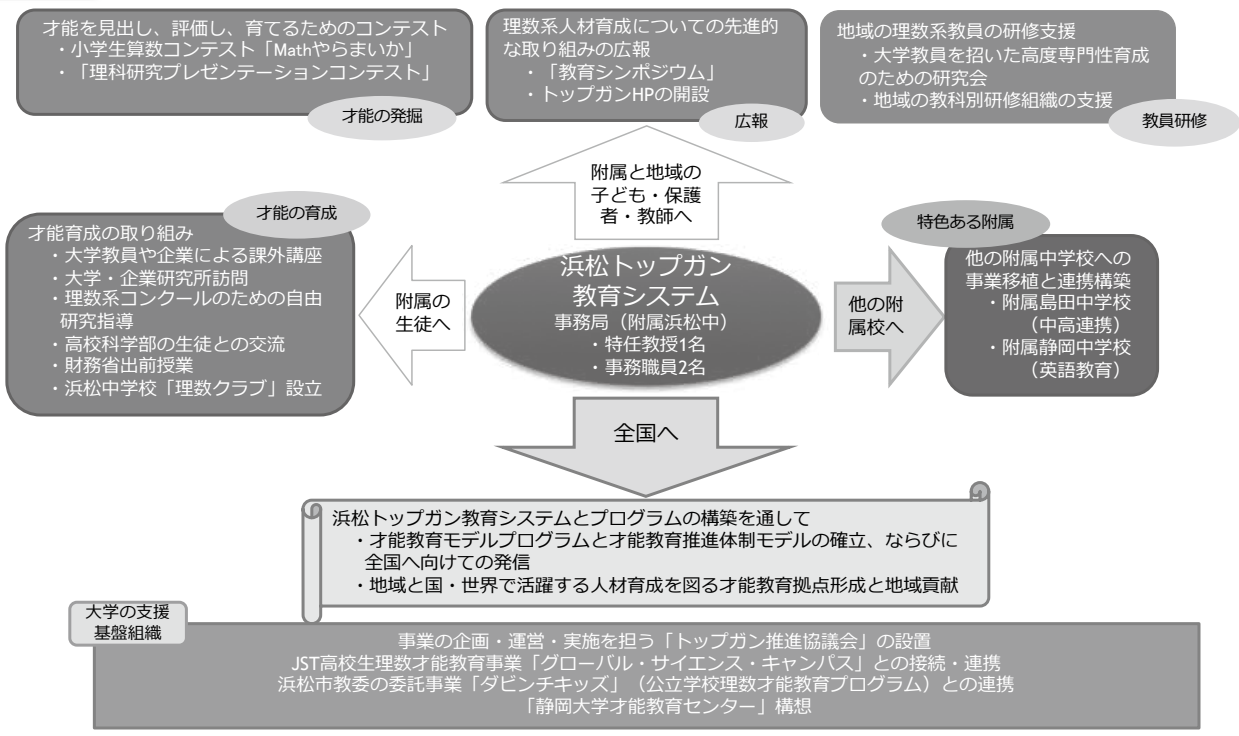 才能を見出し、評価し、育てるためのコンテスト
・小学生算数コンテスト「Mathやらまいか」
・「理科研究プレゼンテーションコンテスト」
才能の発掘
理数系人材育成についての先進的
な取り組みの広報
・「教育シンポジウム」
・トップガンHPの開設
広報
地域の理数系教員の研修支援
・大学教員を招いた高度専門性育成
のための研究会
・地域の教科別研修組織の支援
教員研修
附属と地域の
子ども・保護
者・教師へ
才能の育成
才能育成の取り組み
・大学教員や企業による課外講座
・大学・企業研究所訪問
・理数系コンクールのための自由
研究指導
・高校科学部の生徒との交流
・財務省出前授業
・浜松中学校「理数クラブ」設立
附属の
生徒へ
浜松トップガン
教育システム
事務局（附属浜松中）
・特任教授1名
・事務職員2名
他の附
属校へ
特色ある附属
他の附属中学校への
事業移植と連携構築
・附属島田中学校
（中高連携）
・附属静岡中学校
（英語教育）
全国へ
浜松トップガン教育システムとプログラムの構築を通して
・才能教育モデルプログラムと才能教育推進体制モデルの確立、ならびに
全国へ向けての発信
・地域と国・世界で活躍する人材育成を図る才能教育拠点形成と地域貢献
大学の支援
基盤組織
事業の企画・運営・実施を担う「トップガン推進協議会」の設置
JST高校生理数才能教育事業「グローバル・サイエンス・キャンパス」との接続・連携
浜松市教委の委託事業「ダビンチキッズ」（公立学校理数才能教育プログラム）との連携
「静岡大学才能教育センター」構想